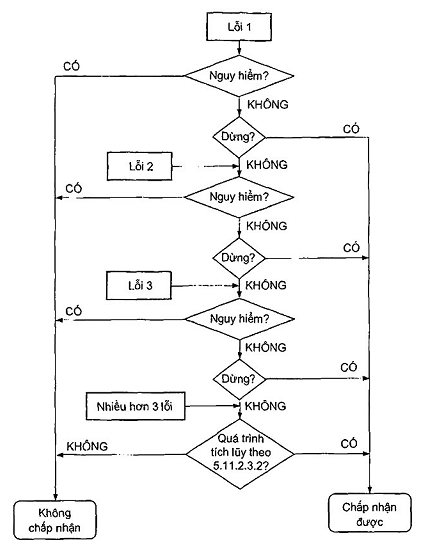 Lỗi 1
CÓ
Nguy hiểm?
KHÔNG
Dừng?
CÓ
Lỗi 2
KHÔNG
CÓ
Nguy hiểm?
KHÔNG
Dừng?
CÓ
Lỗi 3
KHÔNG
CÓ
Nguy hiểm?
KHÔNG
Dừng?
CÓ
Nhiều hơn 3 lỗi
KHÔNG
KHÔNG
Quá trình
tích lũy theo
5.11.2.3.2?
CÓ
Không
chấp nhận
Chấp nhận
được